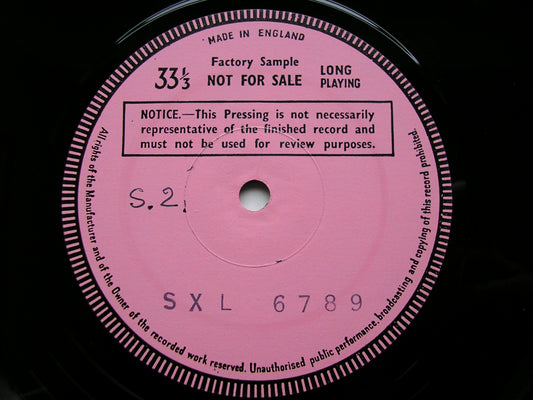 MADE IN ENGLAND
Factory Sample
33⅓ NOT FOR SALE LONG PLAYING
NOTICE.—This Pressing is not necessarily
representative of the finished record and
must not be used for review purposes.
S.2.
SXL 6789
All rights of the Manufacturer and of the Owner of the recorded work reserved. Unauthorised public performance, broadcasting and copying of this record prohibited.